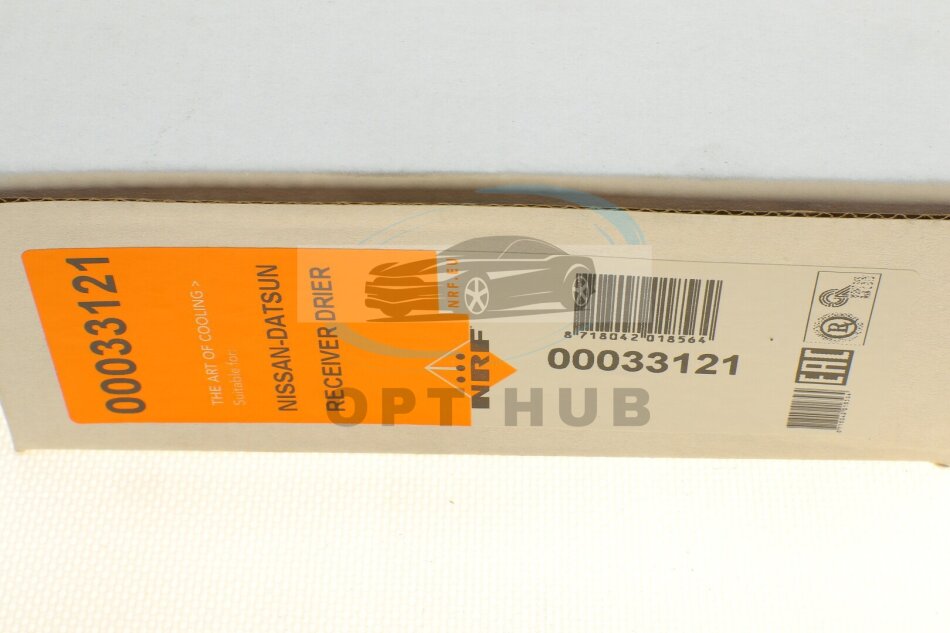 00033121
THE ART OF COOLING >
Suitable for:
NISSAN-DATSUN
RECEIVER DRIER
NRF.EU
NRF
8 718042 018564
00033121
R
EAC
OPT HUB